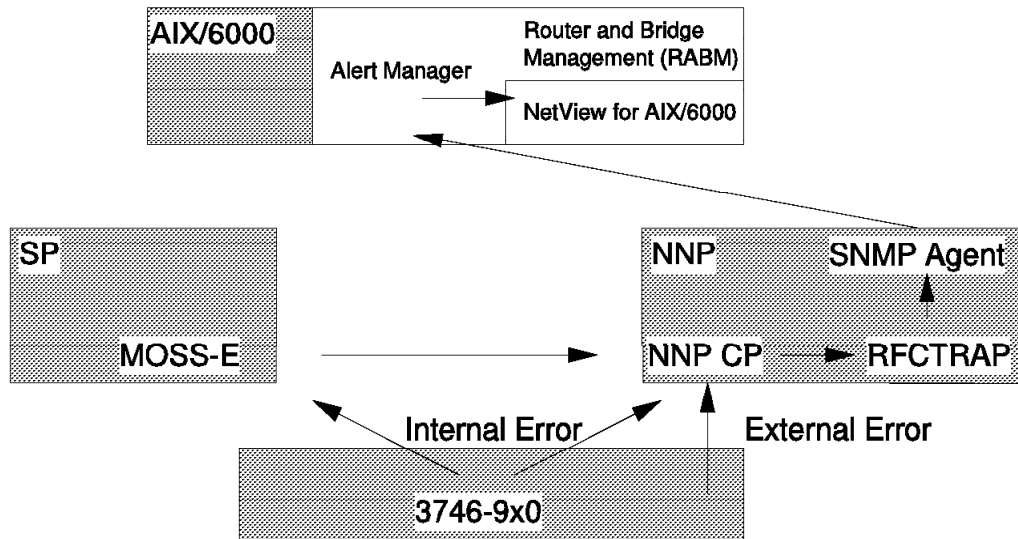 AIX/6000
Router and Bridge
Management (RABM)
Alert Manager
NetView for AIX/6000
SP
NNP
SNMP Agent
MOSS-E
NNP CP
RFCTRAP
Internal Error
External Error
3746-9x0